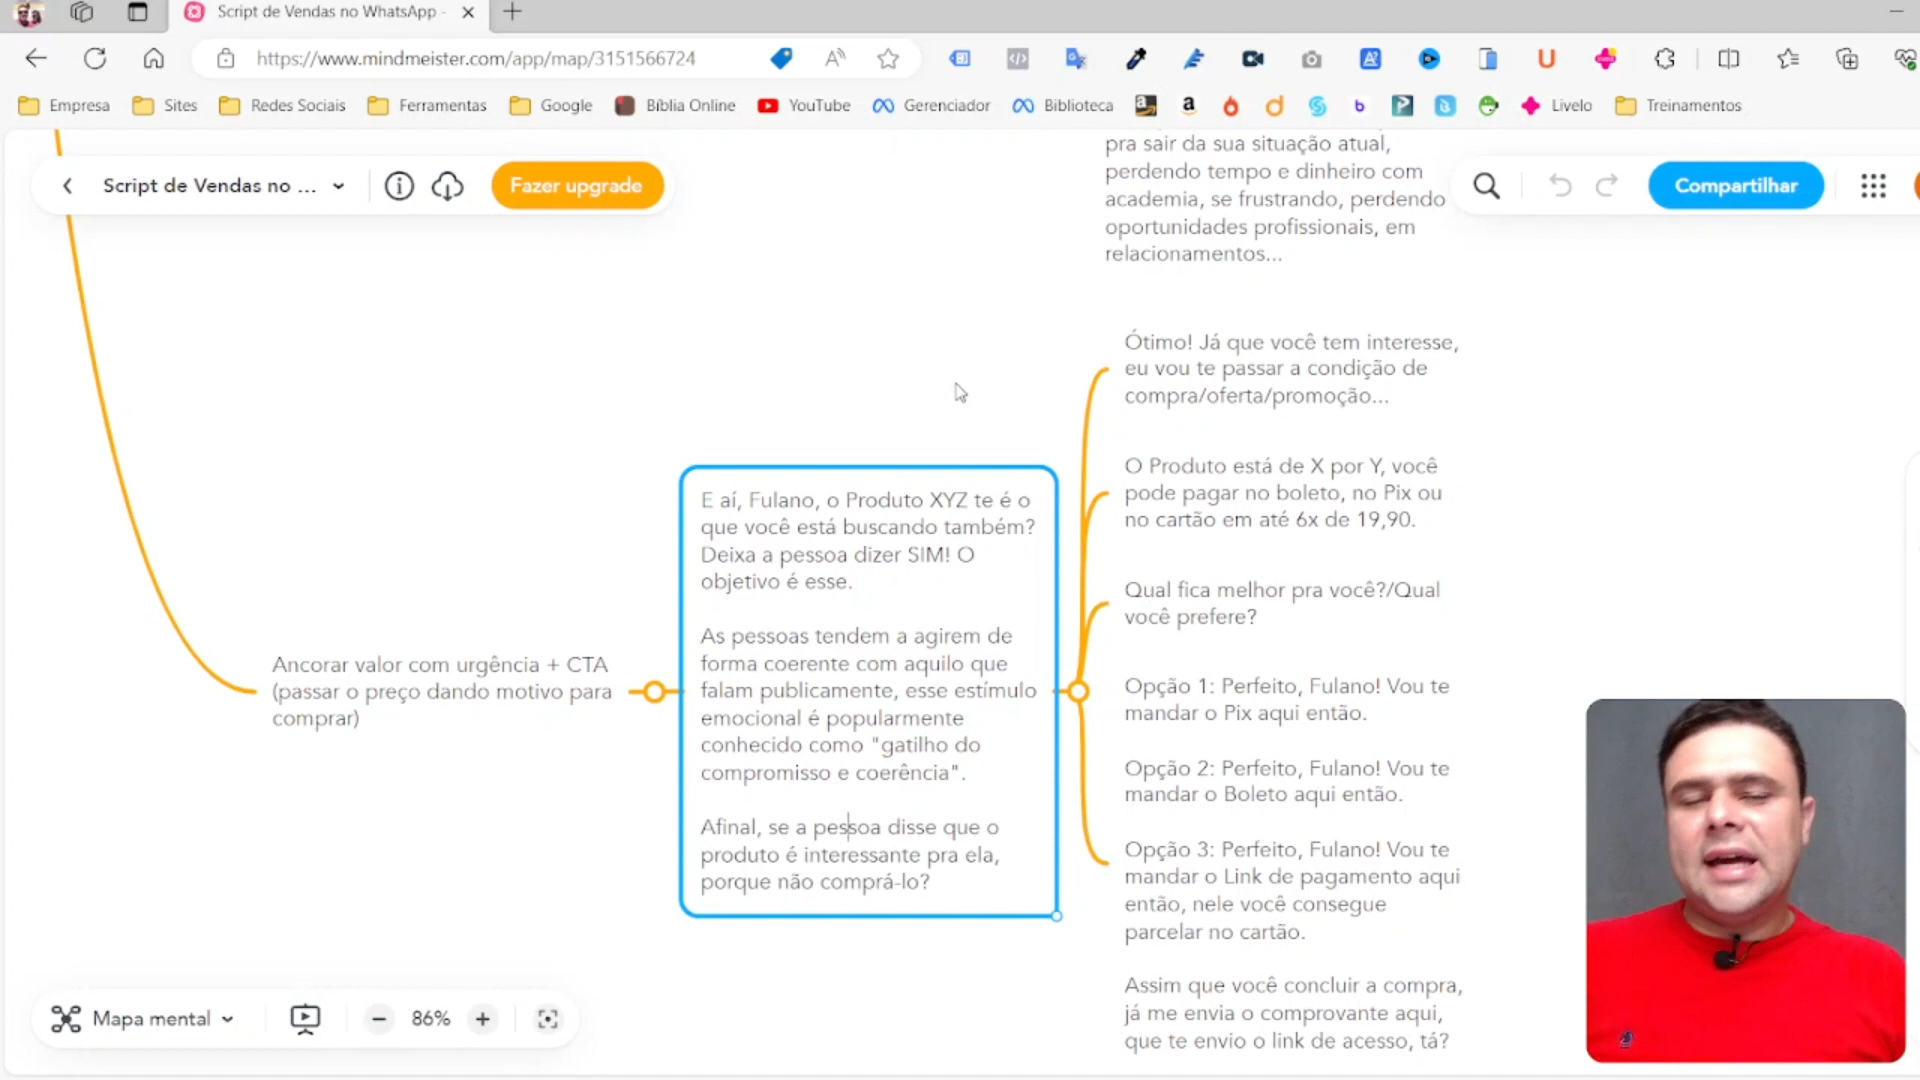 Script de Vendas no WhatsApp -
https://www.mindmeister.com/app/map/3151566724
Empresa
Sites
Redes Sociais
Ferramentas
Google
Bíblia Online
YouTube
Gerenciador
Biblioteca
Livelo
Treinamentos
Script de Vendas no ...
Fazer upgrade
Compartilhar
pra sair da sua situação atual,
perdendo tempo e dinheiro com
academia, se frustrando, perdendo
oportunidades profissionais, em
relacionamentos...
Ancorar valor com urgência + CTA
(passar o preço dando motivo para
comprar)
E aí, Fulano, o Produto XYZ te é o
que você está buscando também?
Deixa a pessoa dizer SIM! O
objetivo é esse.
As pessoas tendem a agirem de
forma coerente com aquilo que
falam publicamente, esse estímulo
emocional é popularmente
conhecido como "gatilho do
compromisso e coerência".
Afinal, se a pessoa disse que o
produto é interessante pra ela,
porque não comprá-lo?
Ótimo! Já que você tem interesse,
eu vou te passar a condição de
compra/oferta/promoção...
O Produto está de X por Y, você
pode pagar no boleto, no Pix ou
no cartão em até 6x de 19,90.
Qual fica melhor pra você?/Qual
você prefere?
Opção 1: Perfeito, Fulano! Vou te
mandar o Pix aqui então.
Opção 2: Perfeito, Fulano! Vou te
mandar o Boleto aqui então.
Opção 3: Perfeito, Fulano! Vou te
mandar o Link de pagamento aqui
então, nele você consegue
parcelar no cartão.
Assim que você concluir a compra,
já me envia o comprovante aqui,
que te envio o link de acesso, tá?
Mapa mental
86%